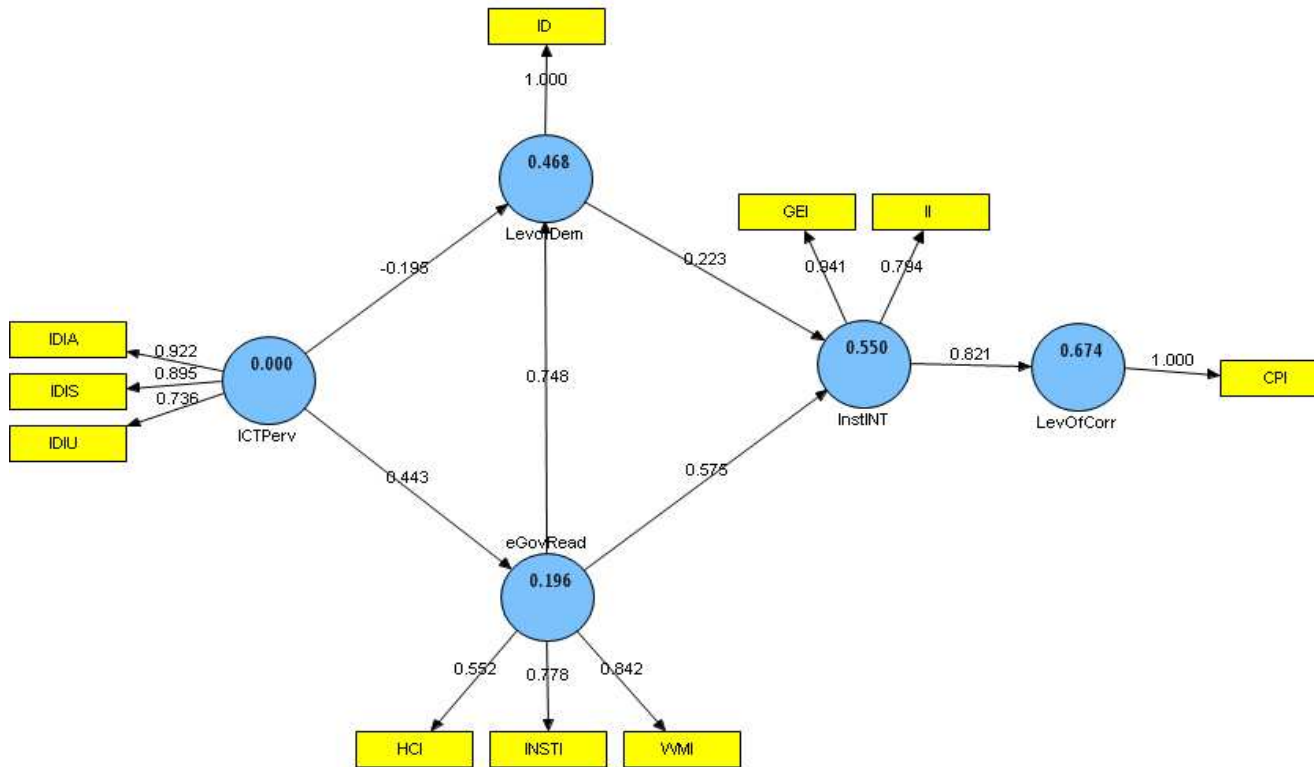 ID
1.000
0.468
LevofDem
GEI
II
-0.195
0.223
0.941
0.794
IDIA
0.922
IDIS
0.895
IDIU
0.736
0.000
ICTPerv
0.748
0.550
InstINT
0.821
0.674
LevOfCorr
1.000
CPI
0.443
0.575
eGovRead
0.196
0.552
0.778
0.842
HCI
INSTI
WMI